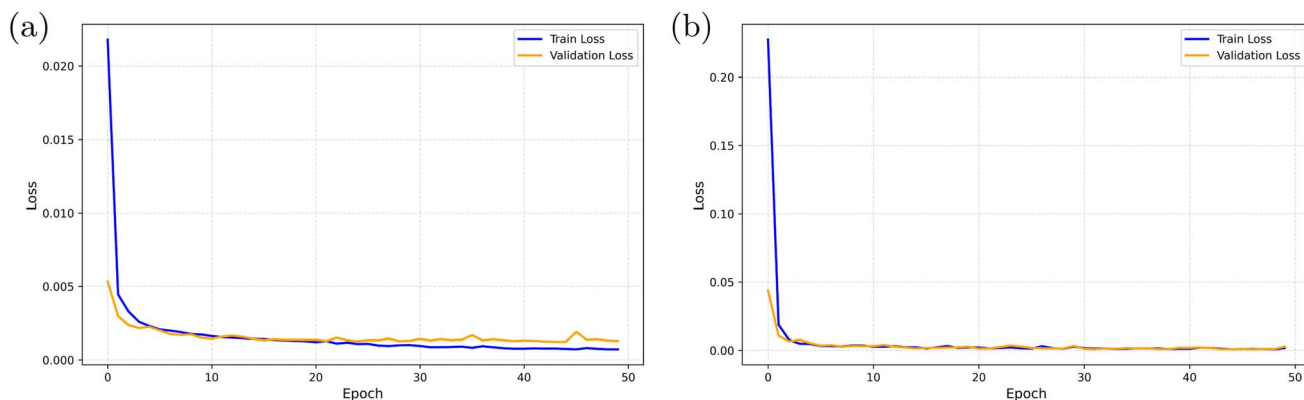 (a)
Train Loss
Validation Loss
0.020
0.015
0.010
0.005
0.000
Loss
0 10 20 30 40 50
Epoch
(b)
Train Loss
Validation Loss
0.20
0.15
0.10
0.05
0.00
Loss
0 10 20 30 40 50
Epoch